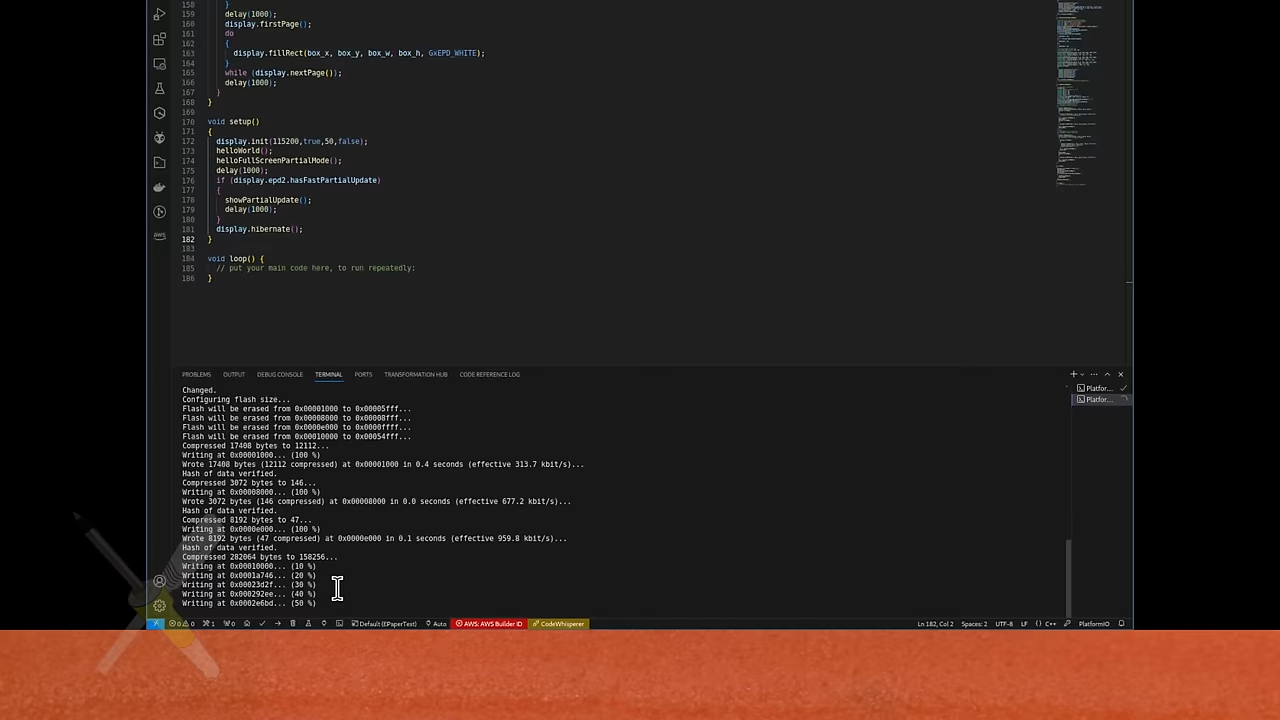 158 }
159 delay(1000);
160 display.firstPage();
161 do
162 {
163 display.fillRect(box_x, box_y, box_w, box_h, GxEPD_WHITE);
164 }
165 while (display.nextPage());
166 delay(1000);
167 }
168 }
169
170 void setup()
171 {
172 display.init(115200,true,50,false);
173 helloWorld();
174 helloFullScreenPartialMode();
175 delay(1000);
176 if (display.epd2.hasFastPartialUpdate)
177 {
178 showPartialUpdate();
179 delay(1000);
180 }
181 display.hibernate();
182 }
183
184 void loop() {
185 // put your main code here, to run repeatedly:
186 }
aws
PROBLEMS OUTPUT DEBUG CONSOLE TERMINAL PORTS TRANSFORMATION HUB CODE REFERENCE LOG
Platfor...
Platfor...
Changed.
Configuring flash size...
Flash will be erased from 0x00001000 to 0x00005fff...
Flash will be erased from 0x00008000 to 0x00008fff...
Flash will be erased from 0x0000e000 to 0x0000ffff...
Flash will be erased from 0x00010000 to 0x00054fff...
Compressed 17408 bytes to 12112...
Writing at 0x00001000... (100 %)
Wrote 17408 bytes (12112 compressed) at 0x00001000 in 0.4 seconds (effective 313.7 kbit/s)...
Hash of data verified.
Compressed 3072 bytes to 146...
Writing at 0x00008000... (100 %)
Wrote 3072 bytes (146 compressed) at 0x00008000 in 0.0 seconds (effective 677.2 kbit/s)...
Hash of data verified.
Compressed 8192 bytes to 47...
Writing at 0x0000e000... (100 %)
Wrote 8192 bytes (47 compressed) at 0x0000e000 in 0.1 seconds (effective 959.8 kbit/s)...
Hash of data verified.
Compressed 282064 bytes to 158256...
Writing at 0x00010000... (10 %)
Writing at 0x0001a746... (20 %)
Writing at 0x00023d2f... (30 %)
Writing at 0x000292ee... (40 %)
Writing at 0x0002e6bd... (50 %)
0 0 1 0 Default (EPaperTest) Auto AWS: AWS Builder ID CodeWhisperer Ln 182, Col 2 Spaces: 2 UTF-8 LF {} C++ PlatformIO